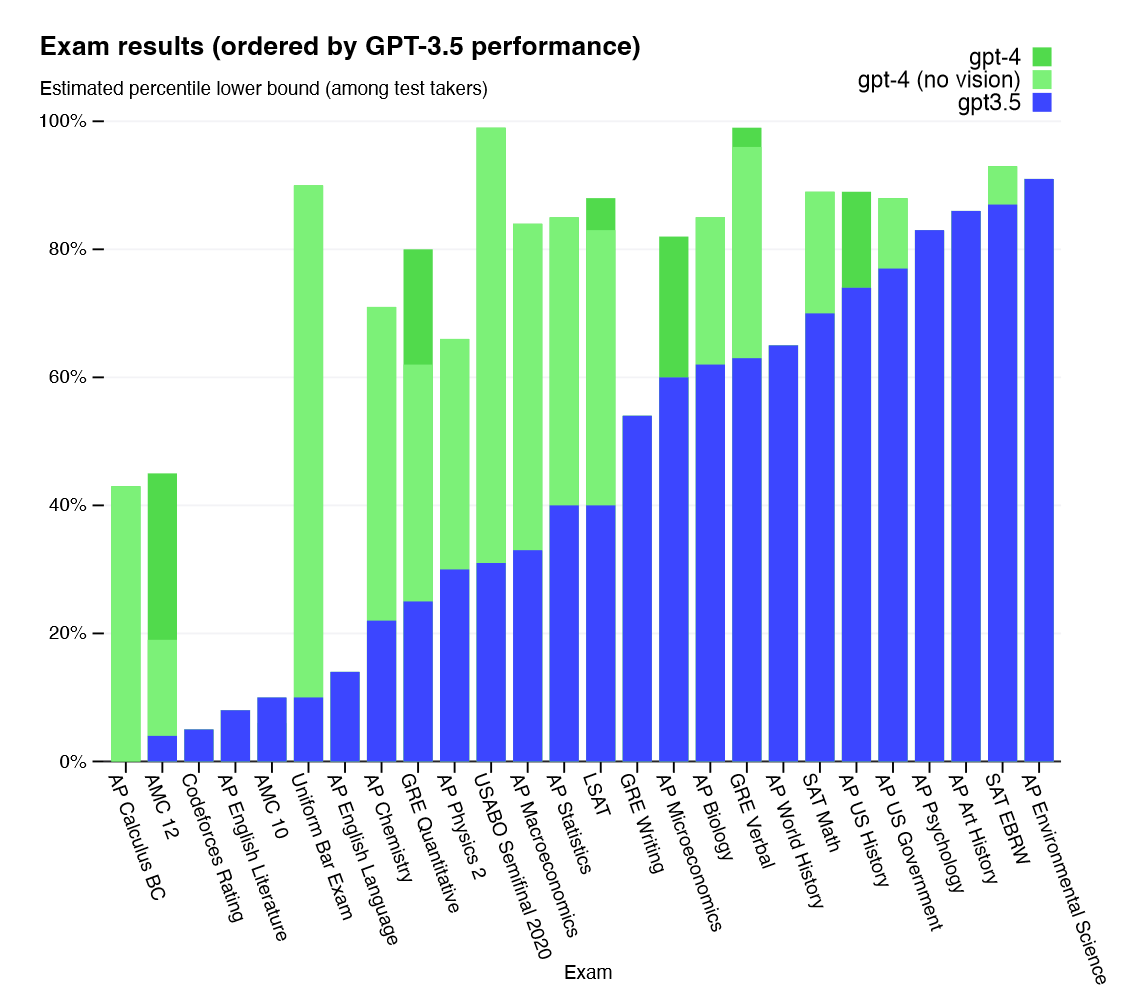 Exam results (ordered by GPT-3.5 performance)
Estimated percentile lower bound (among test takers)
gpt-4
gpt-4 (no vision)
gpt3.5
100%
80%
60%
40%
20%
0%
AP Calculus BC
AMC 12
Codeforces Rating
AP English Literature
AMC 10
Uniform Bar Exam
AP English Language
AP Chemistry
GRE Quantitative
AP Physics 2
USABO Semifinal 2020
AP Macroeconomics
AP Statistics
LSAT
GRE Writing
AP Microeconomics
AP Biology
GRE Verbal
AP World History
SAT Math
AP US History
AP US Government
AP Psychology
AP Art History
SAT EBRW
AP Environmental Science
Exam